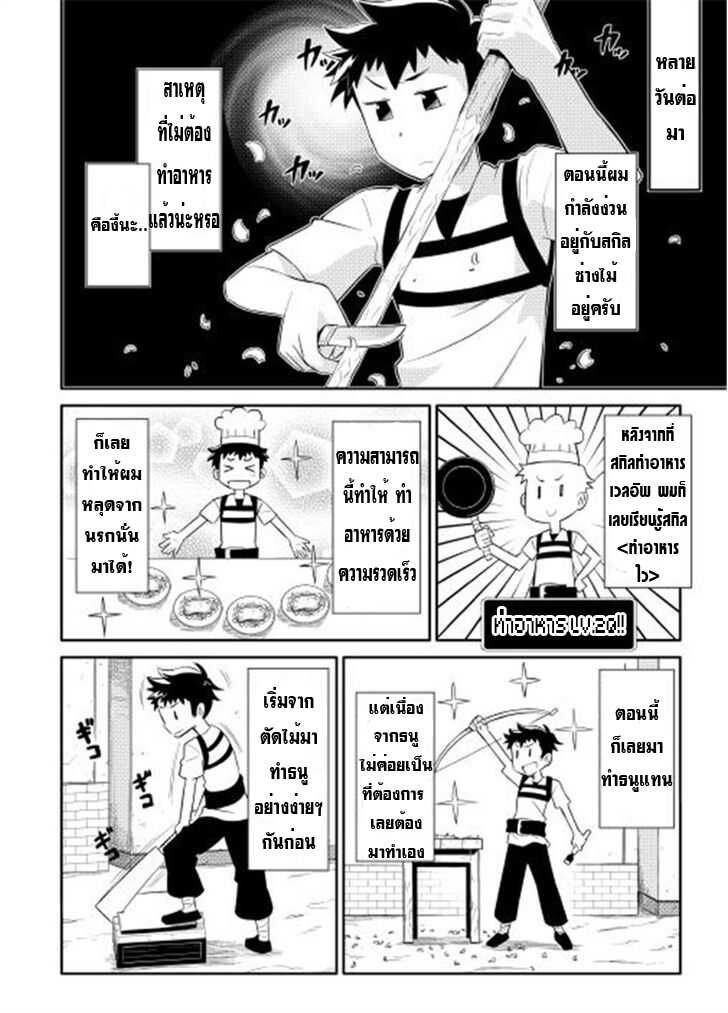 หลาย
วันต่อ
มา
ตอนนี้ผม
กำลังง่วน
อยู่กับสกิล
ช่างไม้
อยู่ครับ
ガッ
ガッ
ガッ
สาเหตุ
ที่ไม่ต้อง
ทำอาหาร
แล้วน่ะหรอ
คืองี้นะ..
หลังจากที่
สกิลทำอาหาร
เวลอัพ ผมก็
เลยเรียนรู้สกิล
<ทำอาหาร
ไว>
ทำอาหาร LV.20!!
ความสามารถ
นี้ทำให้ ทำ
อาหารด้วย
ความรวดเร็ว
ก็เลย
ทำให้ผม
หลุดจาก
นรกนั่น
มาได้!
ตอนนี้
ก็เลยมา
ทำธนูแทน
แต่เนื่อง
จากธนู
ไม่ค่อยเป็น
ที่ต้องการ
เลยต้อง
มาทำเอง
เริ่มจาก
ตัดไม้มา
ทำธนู
อย่างง่ายๆ
กันก่อน
ギコ
ギコ